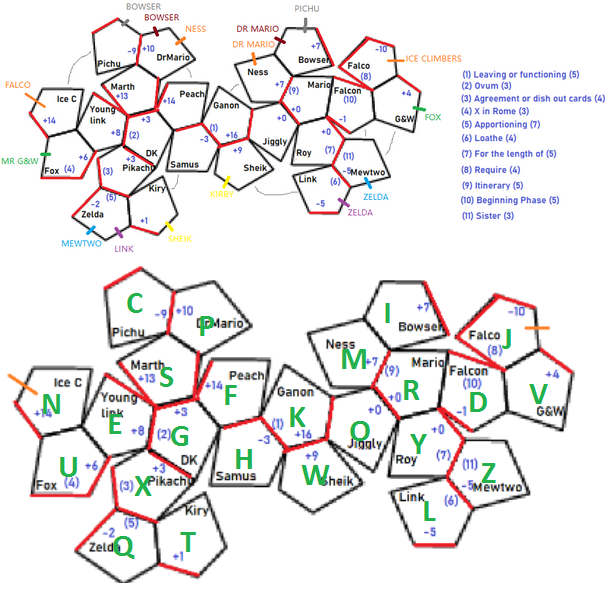 BOWSER
BOWSER
NESS
PICHU
DR MARIO
DR MARIO
ICE CLIMBERS
FALCO
FOX
MR G&W
KIRBY
ZELDA
ZELDA
MEWTWO
LINK
SHEIK
Pichu
-9
+10
DrMario
Marth
+13
+14
Peach
Ice C
+14
Young
link
+8
+3
(2)
+3
DK
Pikachu
Fox
(4)
+6
(3)
(5)
Kiry
-2
Zelda
+1
Samus
-3
(1)
Ganon
+16
+9
Sheik
Jiggly
Ness
+7
(9)
+7
Bowser
Mario
+0
+0
Roy
Falco
(8)
-10
Falcon
(10)
-1
+4
G&W
(7)
(11)
-5
Mewtwo
(6)
Link
-5
(1) Leaving or functioning (5)
(2) Ovum (3)
(3) Agreement or dish out cards (4)
(4) X in Rome (3)
(5) Apportioning (7)
(6) Loathe (4)
(7) For the length of (5)
(8) Require (4)
(9) Itinerary (5)
(10) Beginning Phase (5)
(11) Sister (3)
C
Pichu
-9
+10
P
DrMario
Marth
S
+13
+14
F
Peach
Ice C
N
+14
Young
link
E
+8
+3
(2)
G
+3
DK
Pikachu
X
U
Fox
(4)
+6
(3)
(5)
Kiry
-2
Q
Zelda
T
+1
H
Samus
-3
(1)
Ganon
K
+16
+9
W
Sheik
O
Jiggly
Ness
M
+7
(9)
I
+7
Bowser
Mario
R
+0
+0
Y
Roy
Falco
J
(8)
-10
Falcon
(10)
D
-1
V
+4
G&W
(7)
(11)
Z
-5
Mewtwo
(6)
Link
L
-5